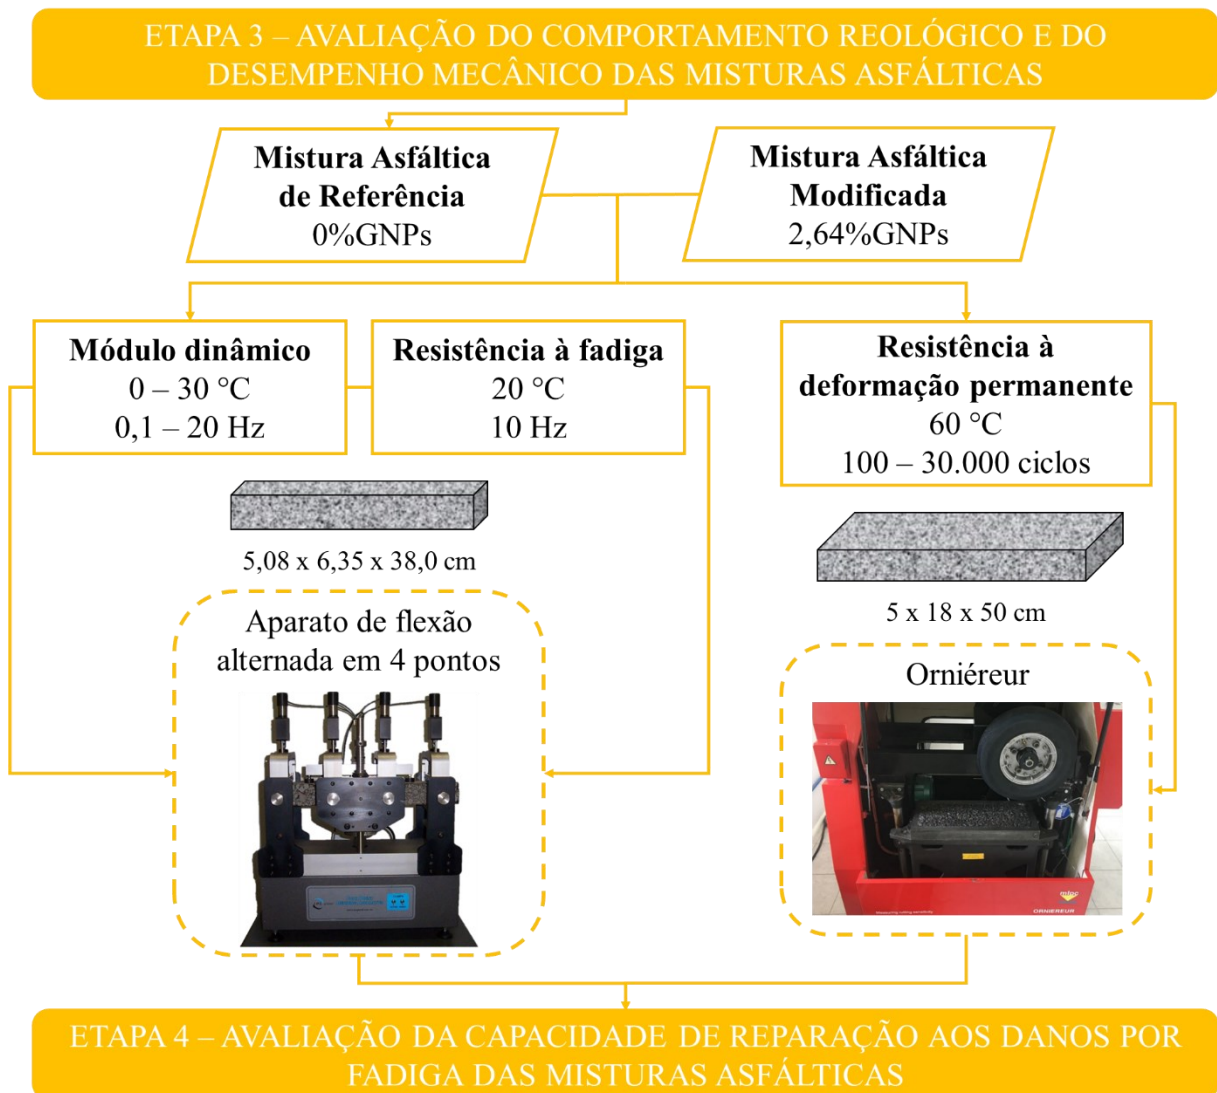 ETAPA 3 – AVALIAÇÃO DO COMPORTAMENTO REOLÓGICO E DO
DESEMPENHO MECÂNICO DAS MISTURAS ASFÁLTICAS
Mistura Asfáltica
de Referência
0%GNPs
Mistura Asfáltica
Modificada
2,64%GNPs
Módulo dinâmico
0 – 30 °C
0,1 – 20 Hz
Resistência à fadiga
20 °C
10 Hz
Resistência à
deformação permanente
60 °C
100 – 30.000 ciclos
5,08 x 6,35 x 38,0 cm
5 x 18 x 50 cm
Aparato de flexão
alternada em 4 pontos
Orniéreur
ORNIEREUR
ETAPA 4 – AVALIAÇÃO DA CAPACIDADE DE REPARAÇÃO AOS DANOS POR
FADIGA DAS MISTURAS ASFÁLTICAS